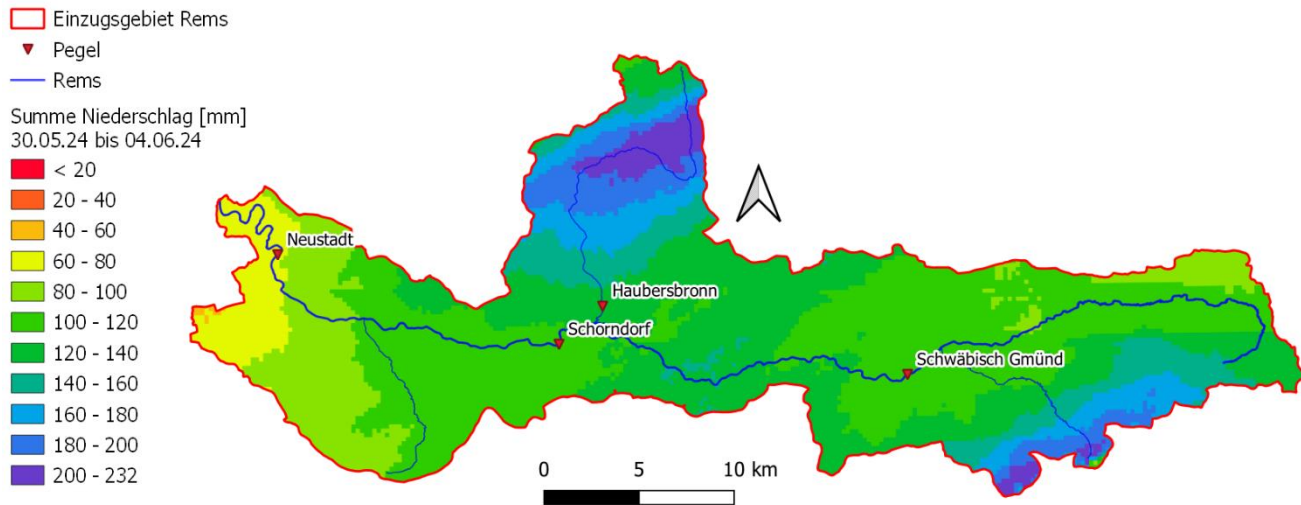 Einzugsgebiet Rems
Pegel
Rems
Summe Niederschlag [mm]
30.05.24 bis 04.06.24
< 20
20 - 40
40 - 60
60 - 80
80 - 100
100 - 120
120 - 140
140 - 160
160 - 180
180 - 200
200 - 232
Neustadt
Haubersbronn
Schorndorf
Schwäbisch Gmünd
0 5 10 km